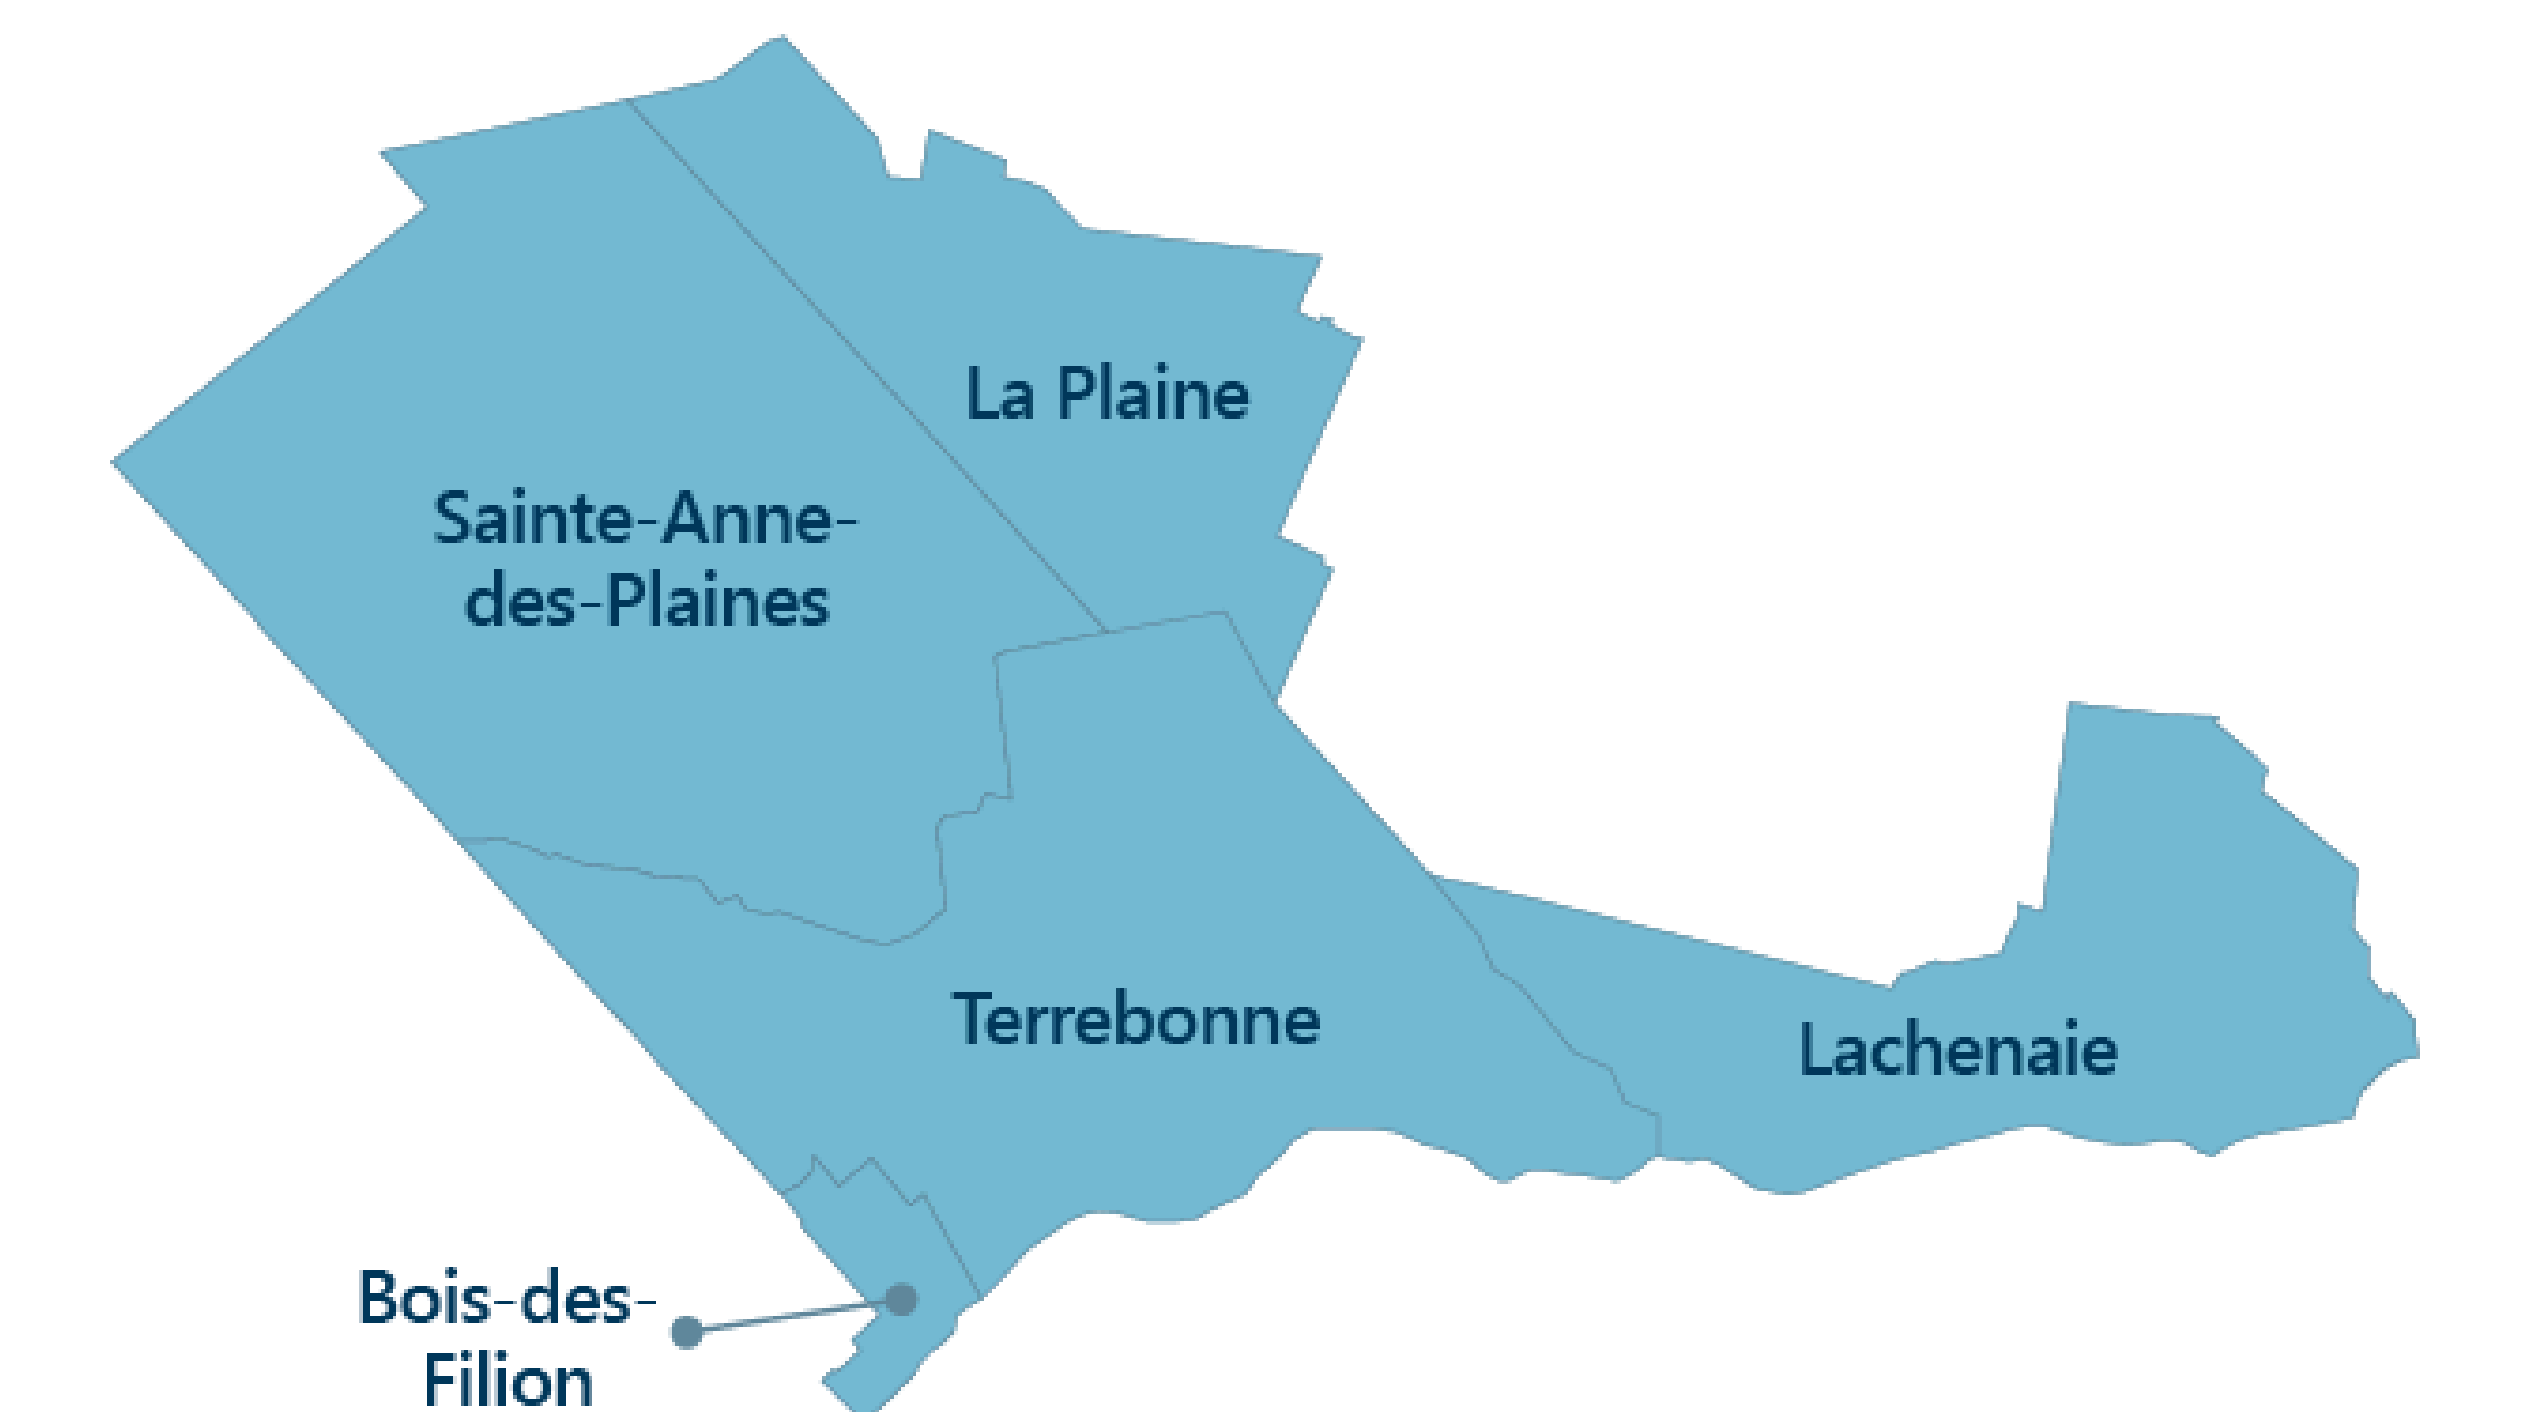 La Plaine
Sainte-Anne-
des-Plaines
Terrebonne
Lachenaie
Bois-des-
Filion